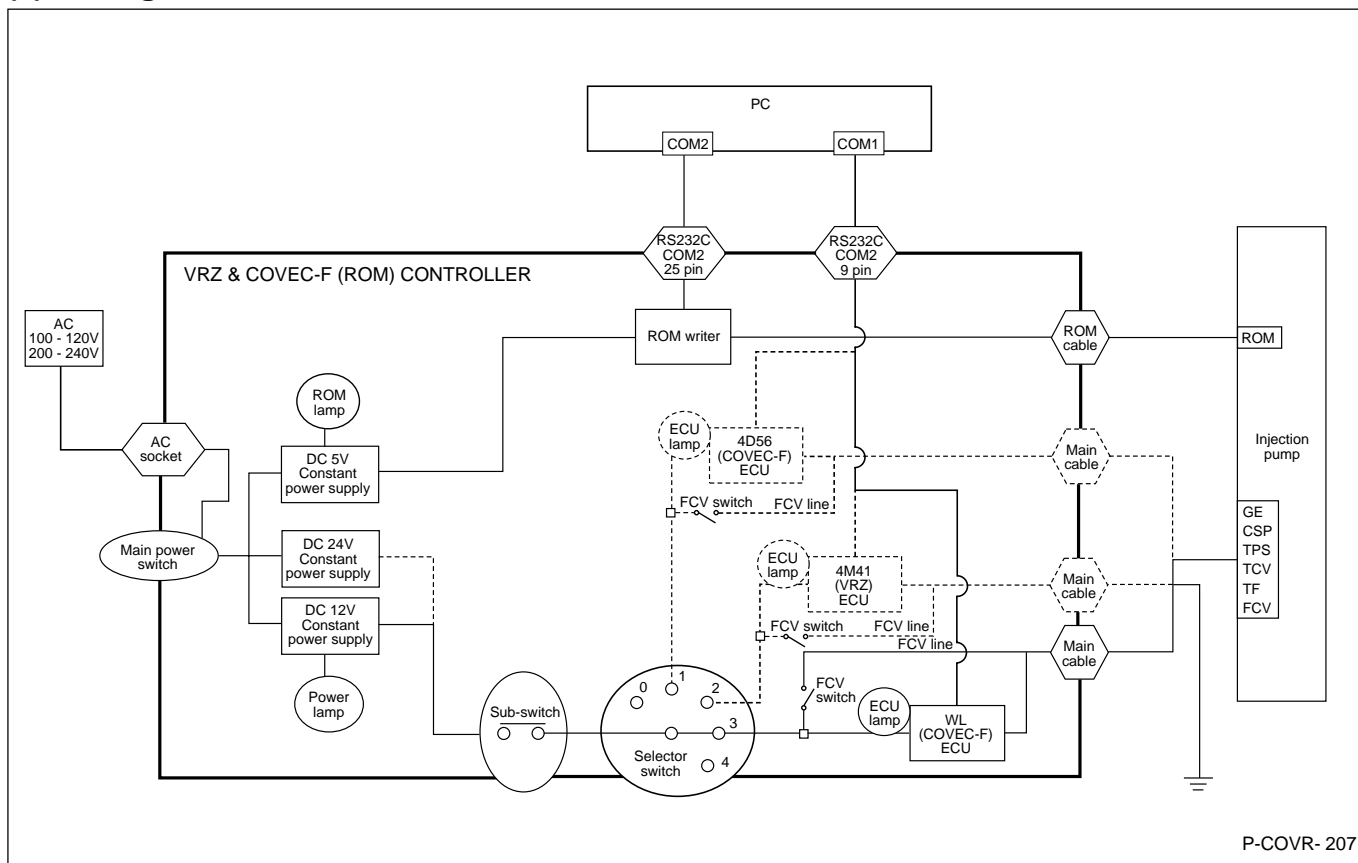 PC
COM2
COM1
RS232C
COM2
25 pin
RS232C
COM2
9 pin
VRZ & COVEC-F (ROM) CONTROLLER
AC
100 - 120V
200 - 240V
ROM writer
ROM
cable
ROM
ROM
lamp
AC
socket
DC 5V
Constant
power supply
ECU
lamp
4D56
(COVEC-F)
ECU
Main
cable
Injection
pump
FCV switch
FCV line
GE
CSP
TPS
TCV
TF
FCV
Main power
switch
DC 24V
Constant
power supply
ECU
lamp
4M41
(VRZ)
ECU
Main
cable
DC 12V
Constant
power supply
FCV switch
FCV line
FCV line
Main
cable
Power
lamp
Sub-switch
0
1
2
3
4
Selector
switch
FCV
switch
ECU
lamp
WL
(COVEC-F)
ECU
P-COVR- 207